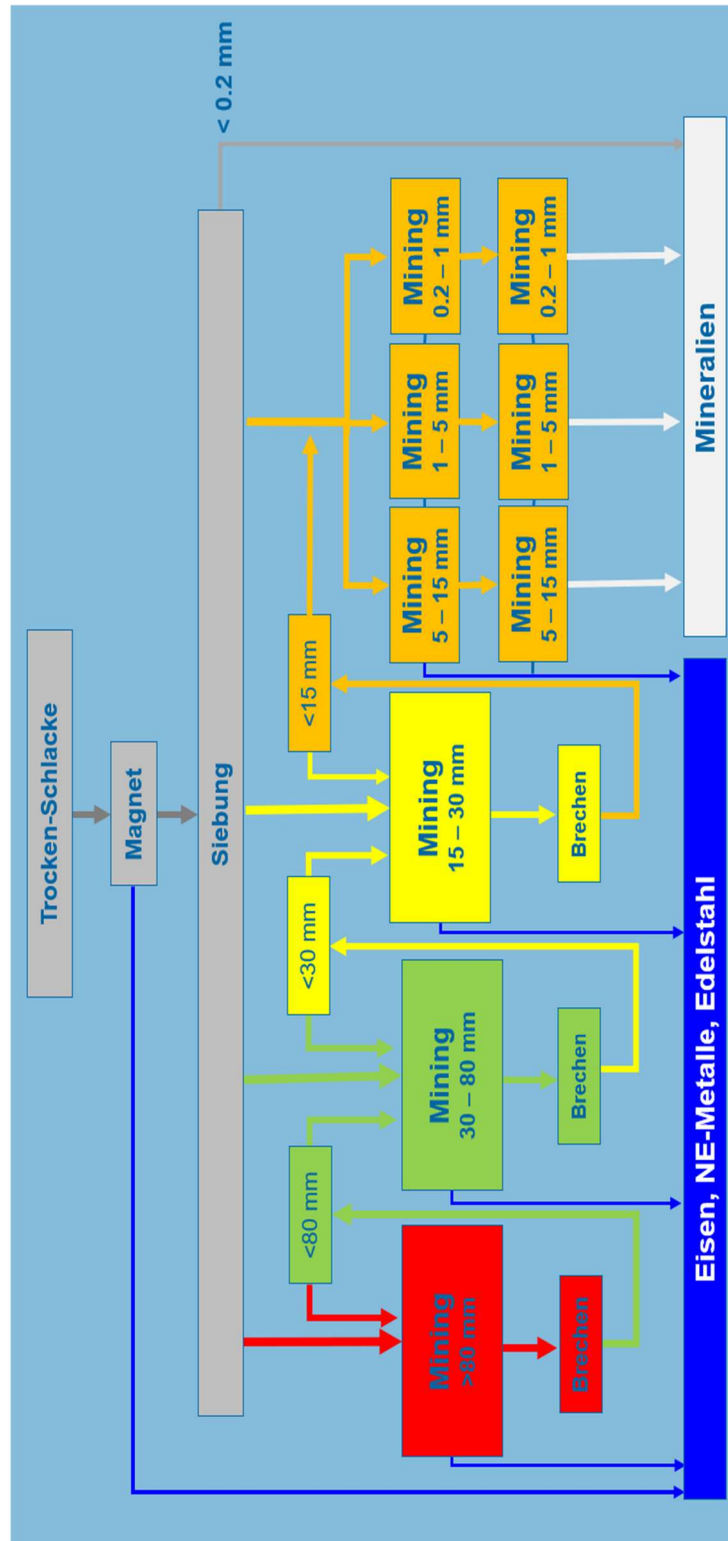 Trocken-Schlacke
Magnet
Siebung
< 0.2 mm
<80 mm
<30 mm
<15 mm
Mining
>80 mm
Mining
30 – 80 mm
Mining
15 – 30 mm
Mining
5 – 15 mm
Mining
1 – 5 mm
Mining
0.2 – 1 mm
Mining
5 – 15 mm
Mining
1 – 5 mm
Mining
0.2 – 1 mm
Brechen
Brechen
Brechen
Eisen, NE-Metalle, Edelstahl
Mineralien